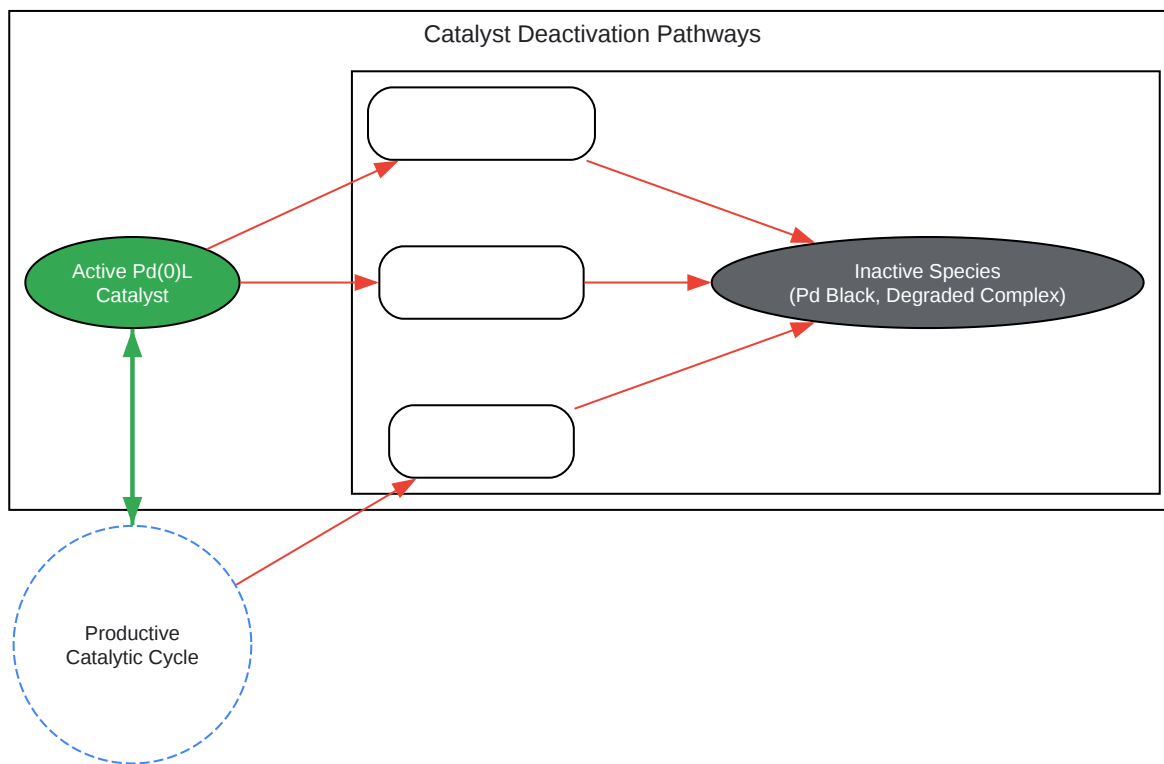 Catalyst Deactivation Pathways
Active Pd(0)L
Catalyst
Inactive Species
(Pd Black, Degraded Complex)
Productive
Catalytic Cycle